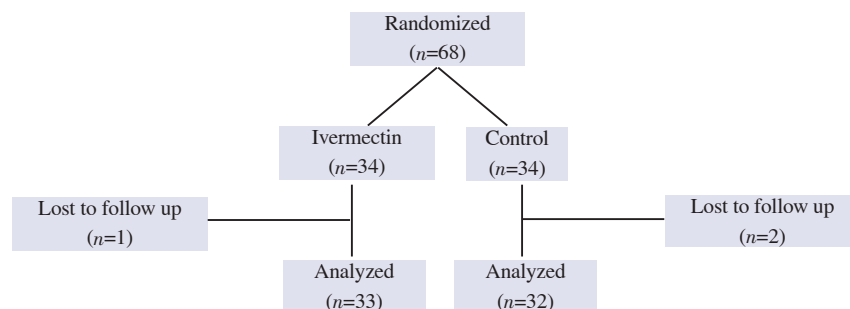 Randomized
(n=68)
Ivermectin
(n=34)
Control
(n=34)
Lost to follow up
(n=1)
Lost to follow up
(n=2)
Analyzed
(n=33)
Analyzed
(n=32)